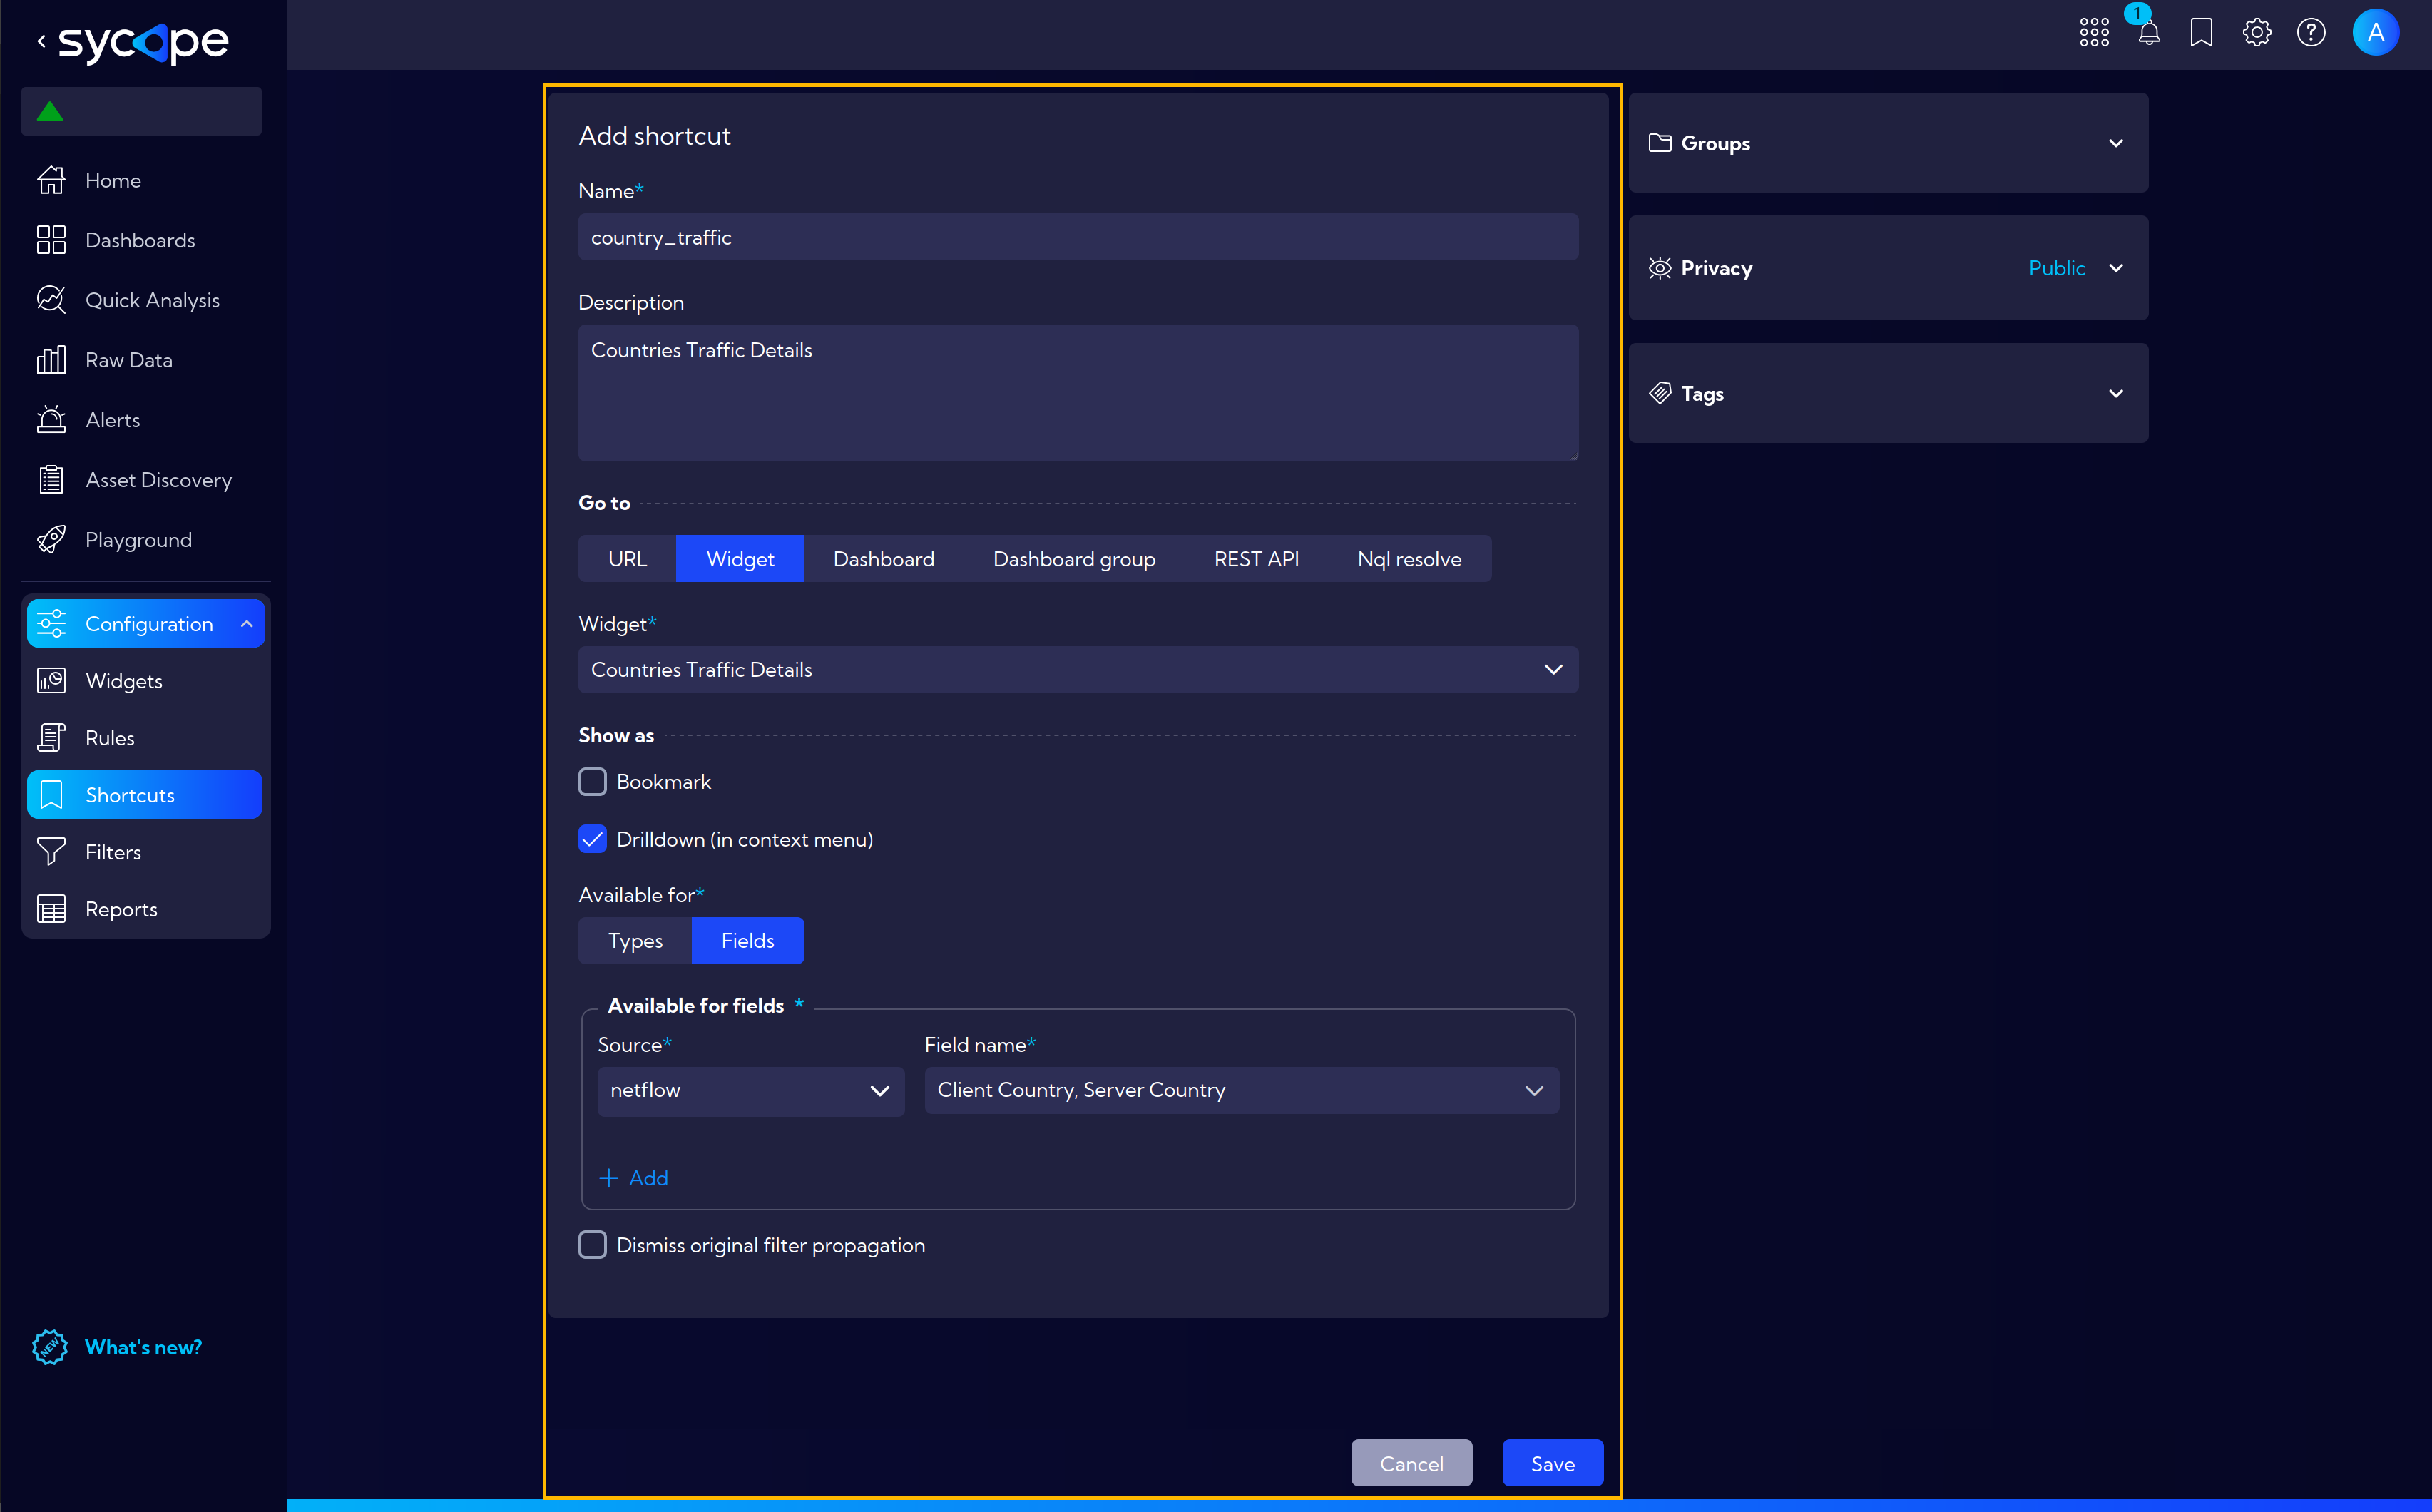 sycope
1
A
Home
Dashboards
Quick Analysis
Raw Data
Alerts
Asset Discovery
Playground
Configuration
Widgets
Rules
Shortcuts
Filters
Reports
NEW
What's new?
Add shortcut
Name*
country_traffic
Description
Countries Traffic Details
Go to
URL Widget Dashboard Dashboard group REST API Nql resolve
Widget*
Countries Traffic Details
Show as
Bookmark
Drilldown (in context menu)
Available for*
Types Fields
Available for fields *
Source* Field name*
netflow Client Country, Server Country
+ Add
Dismiss original filter propagation
Cancel Save
Groups
Privacy Public
Tags